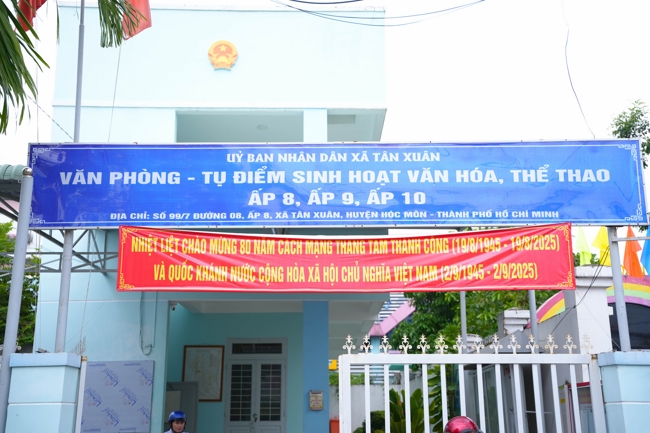 UỶ BAN NHÂN DÂN XÃ TÂN XUÂN
VĂN PHÒNG - TỤ ĐIỂM SINH HOẠT VĂN HÓA, THỂ THAO
ẤP 8, ẤP 9, ẤP 10
ĐỊA CHỈ: SỐ 99/7 ĐƯỜNG 08, ẤP 8, XÃ TÂN XUÂN, HUYỆN HÓC MÔN - THÀNH PHỐ HỒ CHÍ MINH
NHIỆT LIỆT CHÀO MỪNG 80 NĂM CÁCH MẠNG THÁNG TÁM THÀNH CÔNG (19/8/1945 - 19/8/2025)
VÀ QUỐC KHÁNH NƯỚC CỘNG HÒA XÃ HỘI CHỦ NGHĨA VIỆT NAM (2/9/1945 - 2/9/2025)